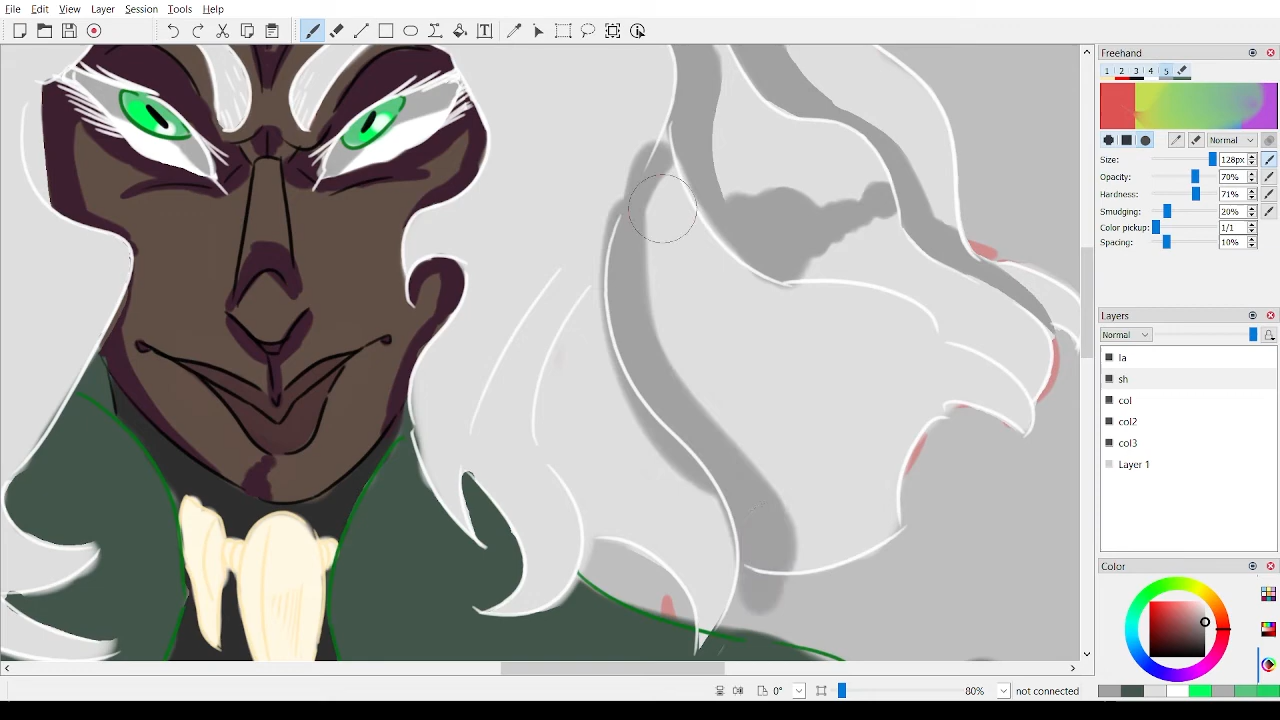 File Edit View Layer Session Tools Help
Freehand
1 2 3 4 5
Normal
Size: 128px
Opacity: 70%
Hardness: 71%
Smudging: 20%
Color pickup: 1/1
Spacing: 10%
Layers
Normal
la
sh
col
col2
col3
Layer 1
Color
0° 80% not connected